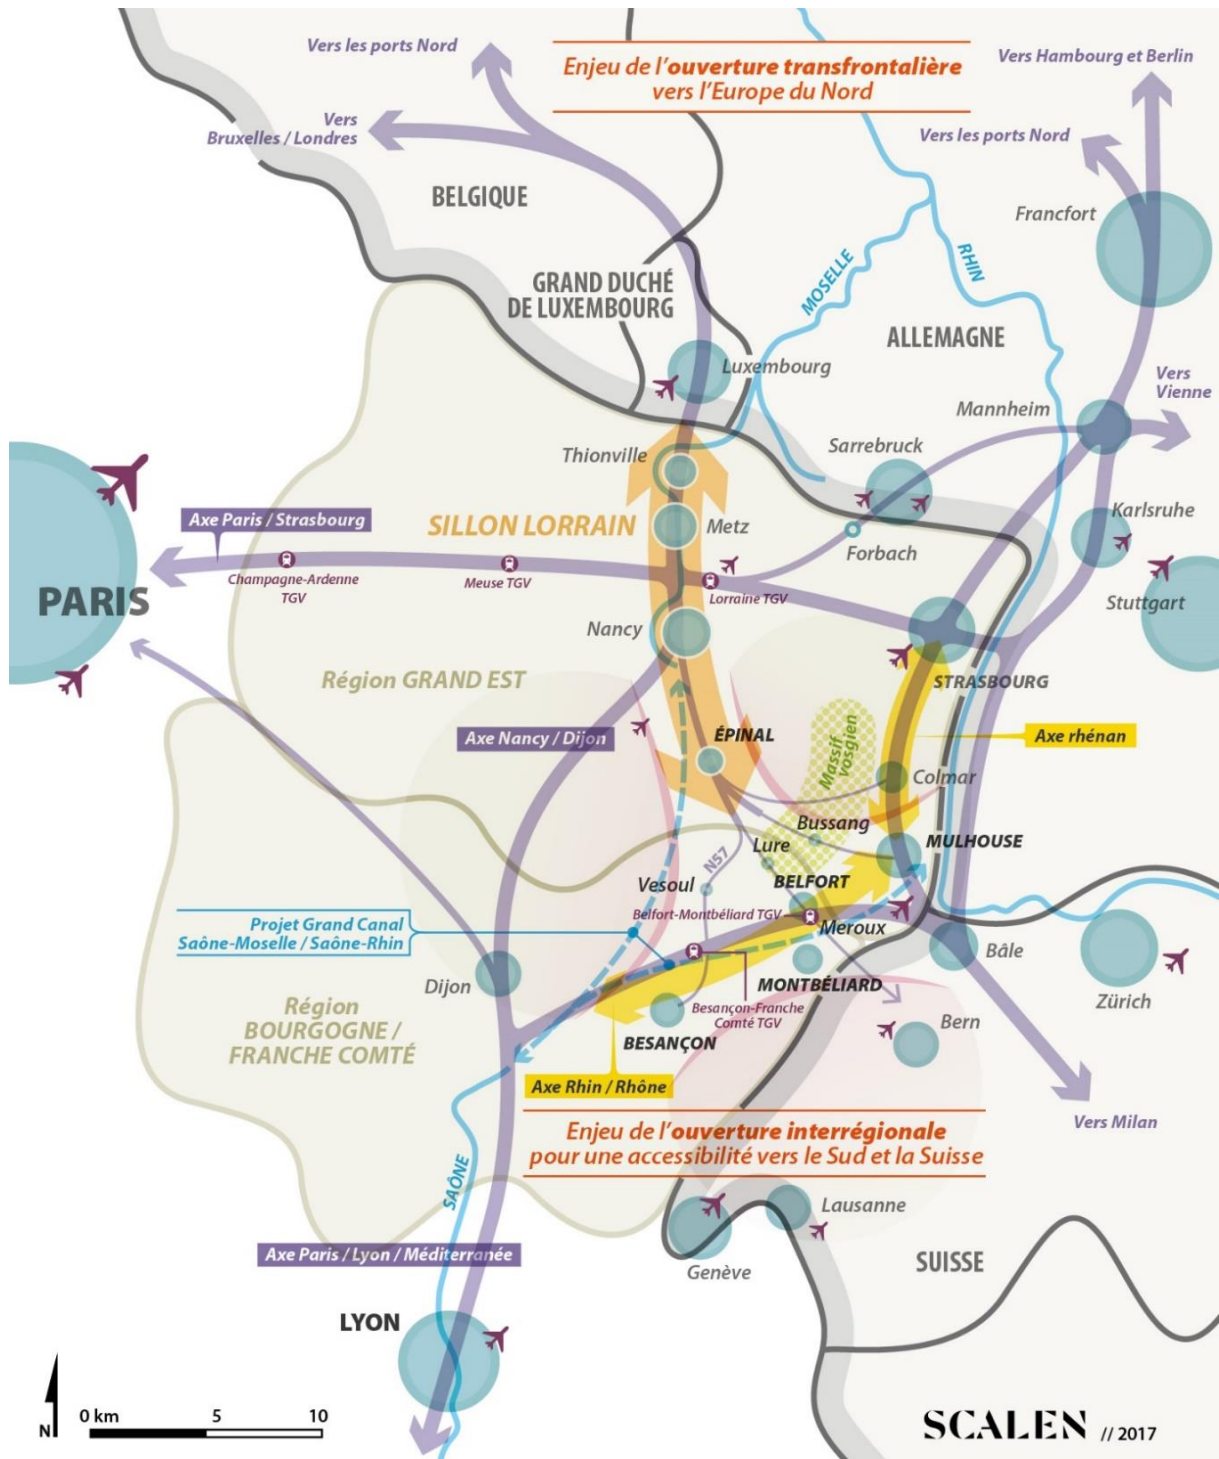 Vers les ports Nord
Enjeu de l'ouverture transfrontalière
vers l'Europe du Nord
Vers Hambourg et Berlin
Vers
Bruxelles / Londres
Vers les ports Nord
BELGIQUE
Francfort
MOSELLE
RHIN
GRAND DUCHÉ
DE LUXEMBOURG
ALLEMAGNE
Luxembourg
Vers
Vienne
Mannheim
Thionville
Sarrebruck
Axe Paris / Strasbourg
SILLON LORRAIN
Metz
Karlsruhe
Forbach
Champagne-Ardenne
TGV
Meuse TGV
Lorraine TGV
PARIS
Stuttgart
Nancy
Région GRAND EST
STRASBOURG
Axe Nancy / Dijon
ÉPINAL
Massif
vosgien
Axe rhénan
Colmar
Bussang
MULHOUSE
Lure
N57
Vesoul
BELFORT
Belfort-Montbéliard TGV
Meroux
Projet Grand Canal
Saône-Moselle / Saône-Rhin
Bâle
Dijon
MONTBÉLIARD
Zürich
Région
BOURGOGNE /
FRANCHE COMTÉ
Besançon-Franche
Comté TGV
Bern
BESANÇON
Axe Rhin / Rhône
Vers Milan
Enjeu de l'ouverture interrégionale
pour une accessibilité vers le Sud et la Suisse
SAÔNE
Lausanne
Axe Paris / Lyon / Méditerranée
Genève
SUISSE
LYON
0 km 5 10
N
SCALEN // 2017